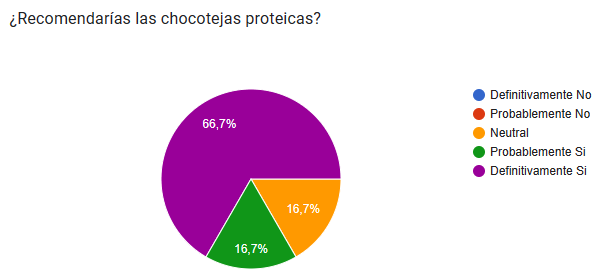 ¿Recomendarías las chocotejas proteicas?
66,7%
16,7%
16,7%
Definitivamente No
Probablemente No
Neutral
Probablemente Si
Definitivamente Si